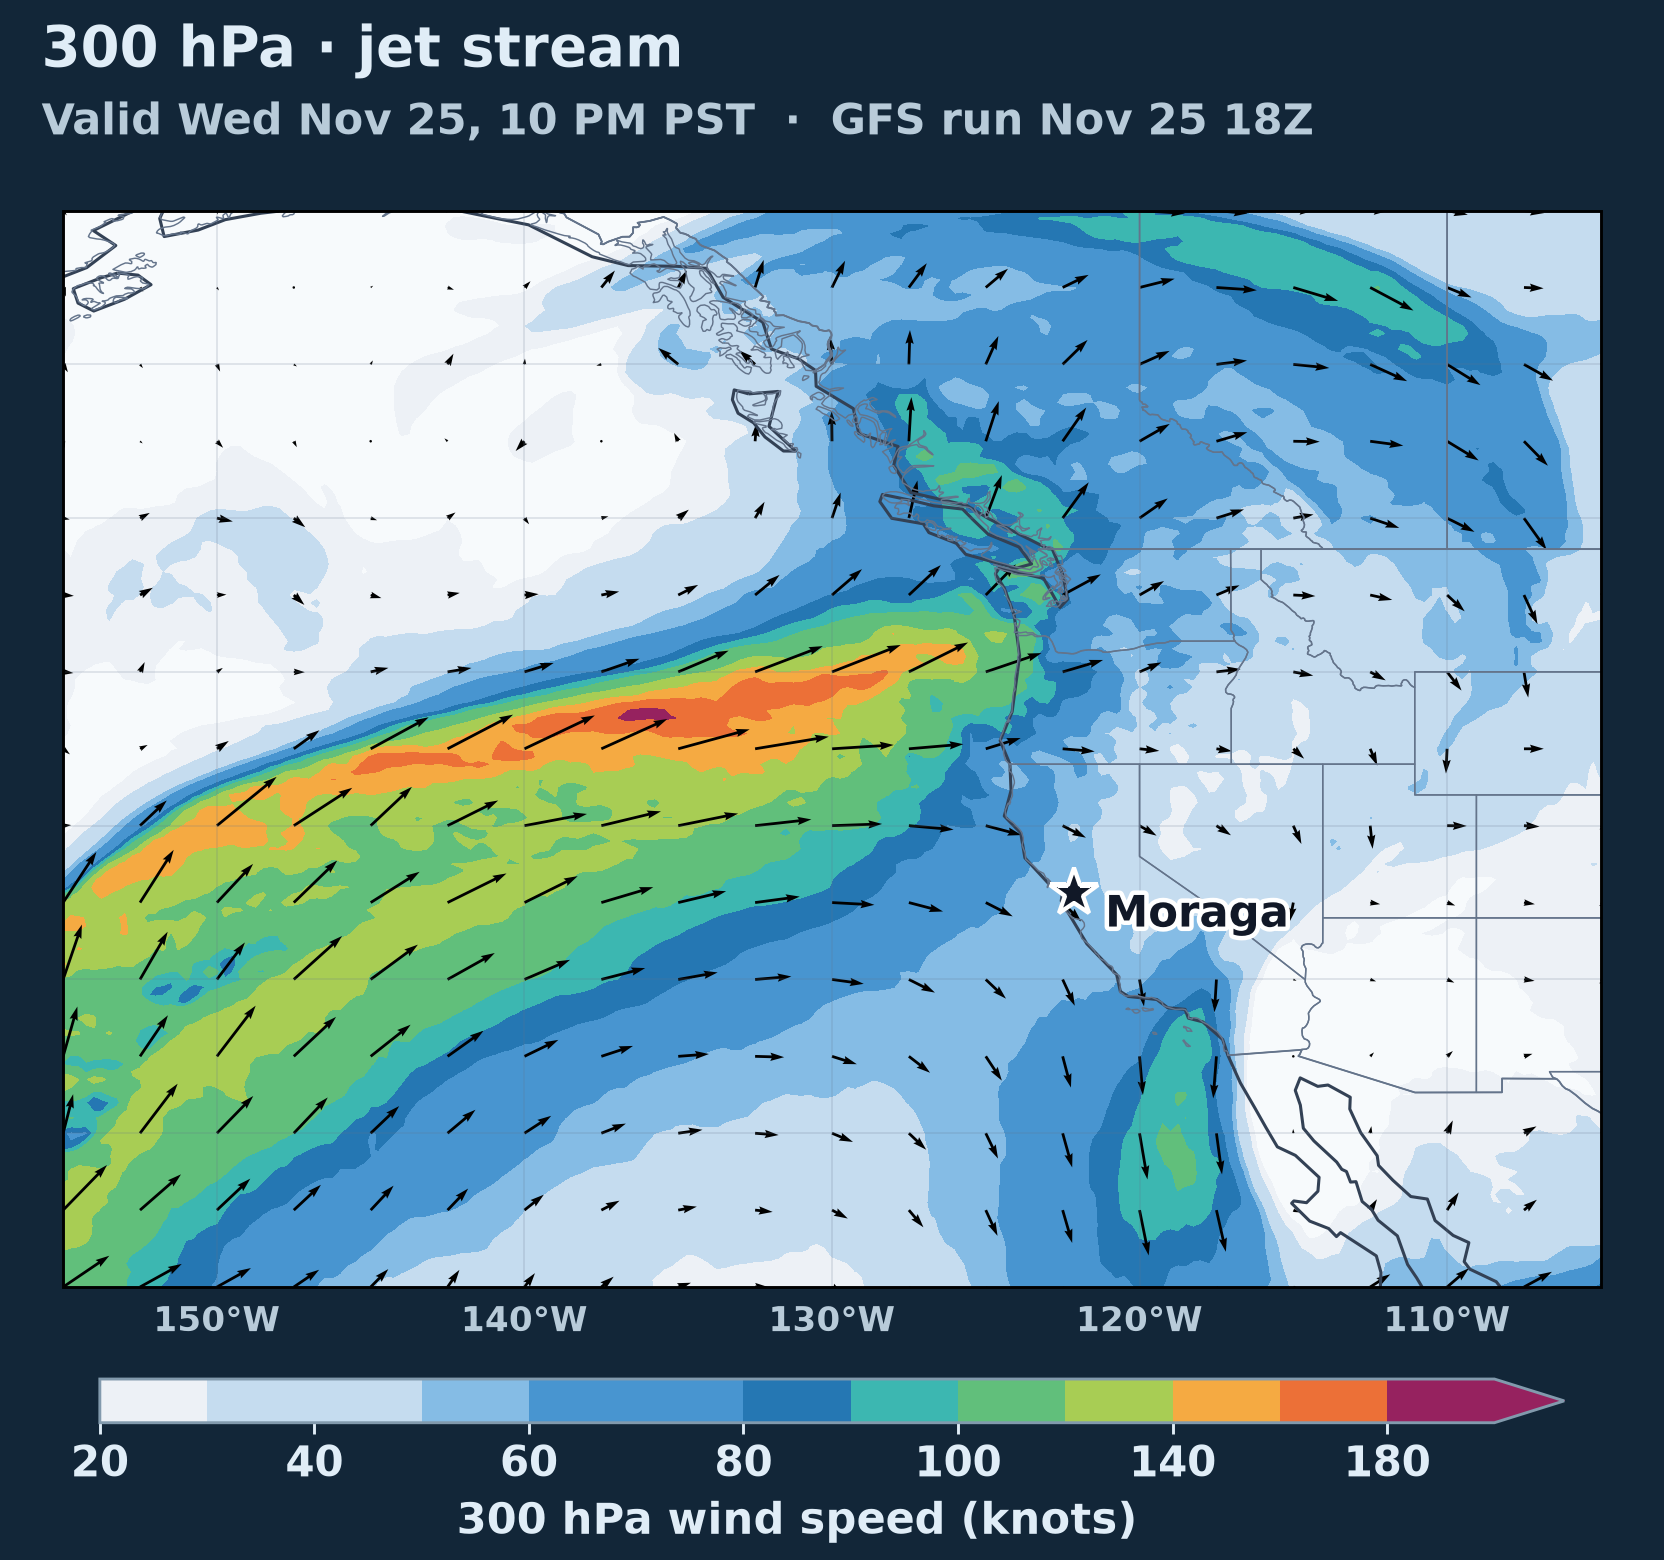 300 hPa · jet stream
Valid Wed Nov 25, 10 PM PST · GFS run Nov 25 18Z
Moraga
150°W 140°W 130°W 120°W 110°W
20 40 60 80 100 140 180
300 hPa wind speed (knots)